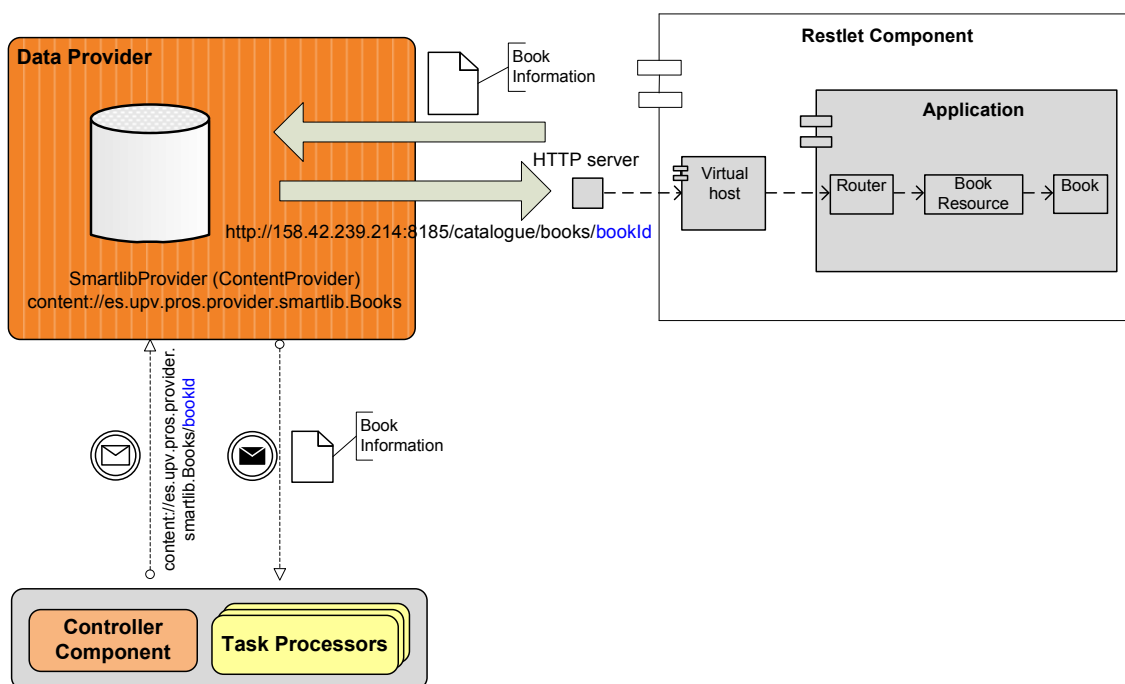 Data Provider
Book
Information
Restlet Component
Application
HTTP server
Virtual
host
Router
Book
Resource
Book
http://158.42.239.214:8185/catalogue/books/bookId
SmartlibProvider (ContentProvider)
content://es.upv.pros.provider.smartlib.Books
content://es.upv.pros.provider.
smartlib.Books/bookId
Book
Information
Controller
Component
Task Processors